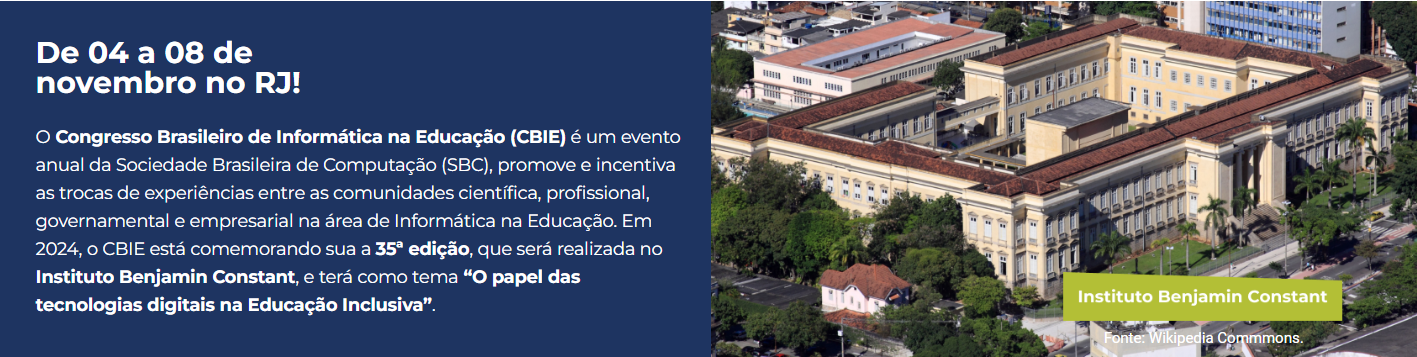 De 04 a 08 de
novembro no RJ!
O Congresso Brasileiro de Informática na Educação (CBIE) é um evento
anual da Sociedade Brasileira de Computação (SBC), promove e incentiva
as trocas de experiências entre as comunidades científica, profissional,
governamental e empresarial na área de Informática na Educação. Em
2024, o CBIE está comemorando sua a 35ª edição, que será realizada no
Instituto Benjamin Constant, e terá como tema “O papel das
tecnologias digitais na Educação Inclusiva”.
Instituto Benjamin Constant
Fonte: Wikipedia Commmons.